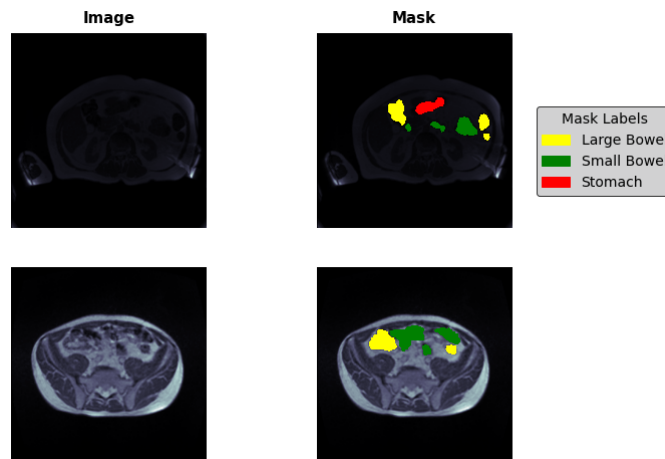 Image
Mask
Mask Labels
Large Bowe
Small Bowe
Stomach